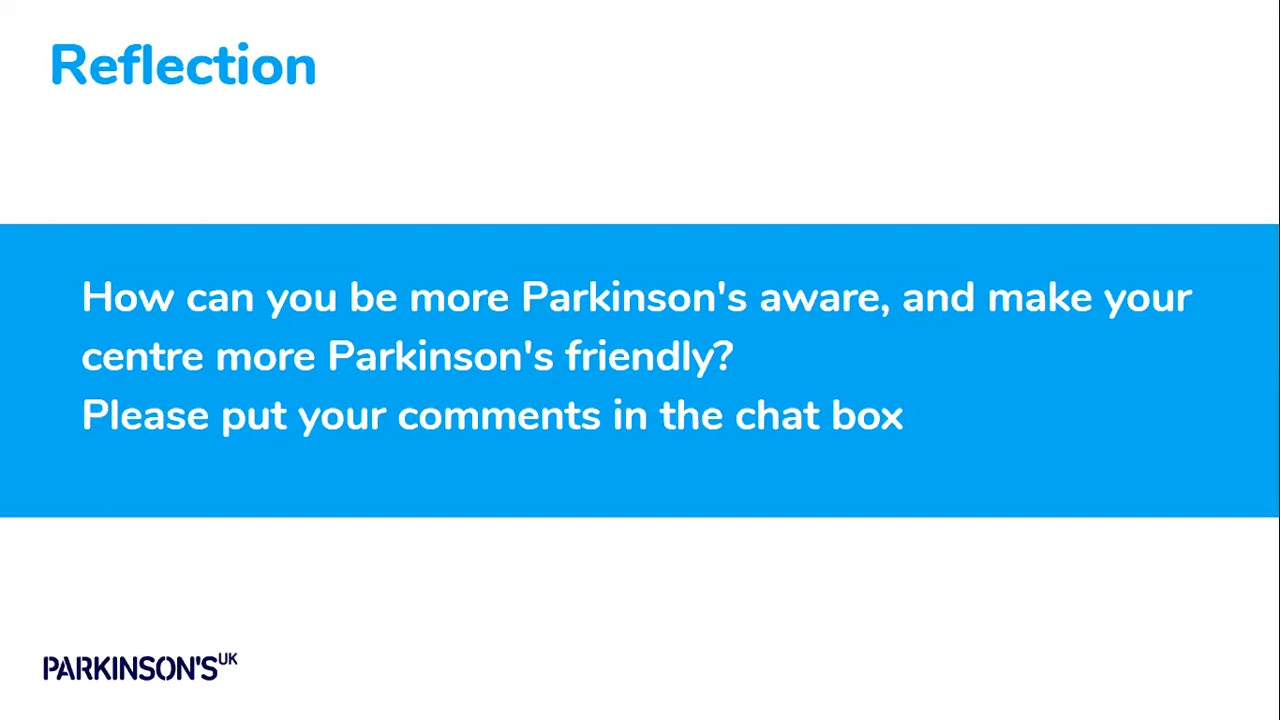 Reflection
How can you be more Parkinson's aware, and make your
centre more Parkinson's friendly?
Please put your comments in the chat box
PARKINSON'S UK